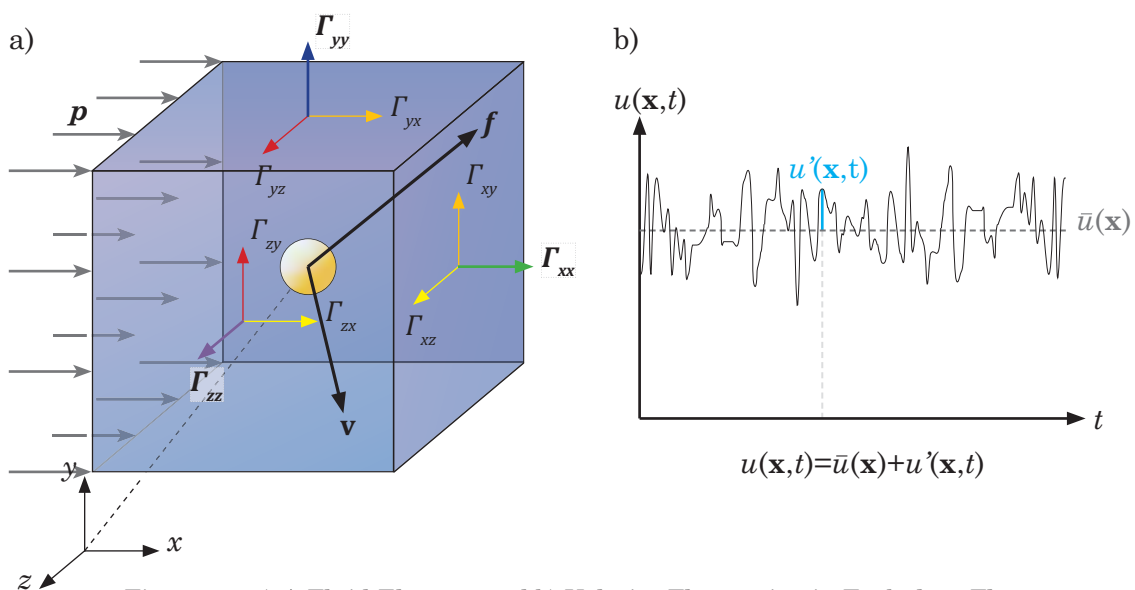 a)
Γyy
p
Γyx
f
Γyz
Γxy
Γzy
Γxx
Γzx
Γxz
Γzz
v
y
x
z
b)
u(x,t)
u’(x,t)
ū(x)
t
u(x,t)=ū(x)+u’(x,t)